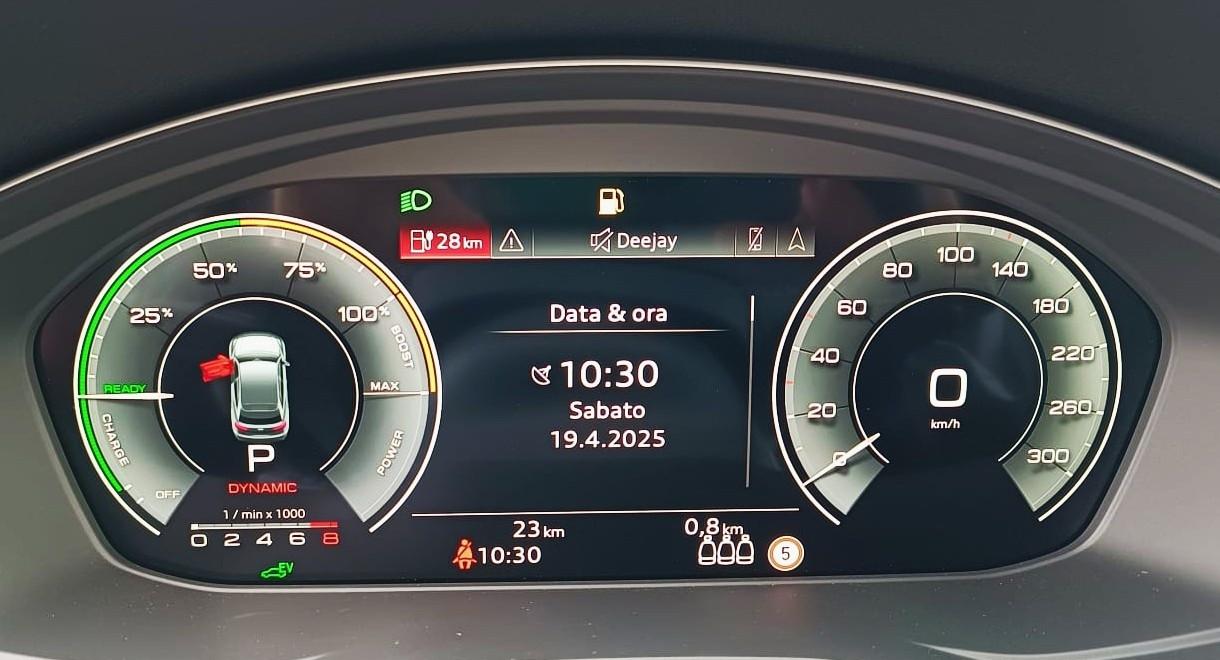 28 km
Deejay
50%
75%
25%
100%
BOOST
READY
MAX
CHARGE
POWER
OFF
P
DYNAMIC
1 / min x 1000
0 2 4 6 8
EV
Data & ora
10:30
Sabato
19.4.2025
23 km
0,8 km
10:30
5
100
80
140
60
180
40
220
20
260
0
300
0
km/h